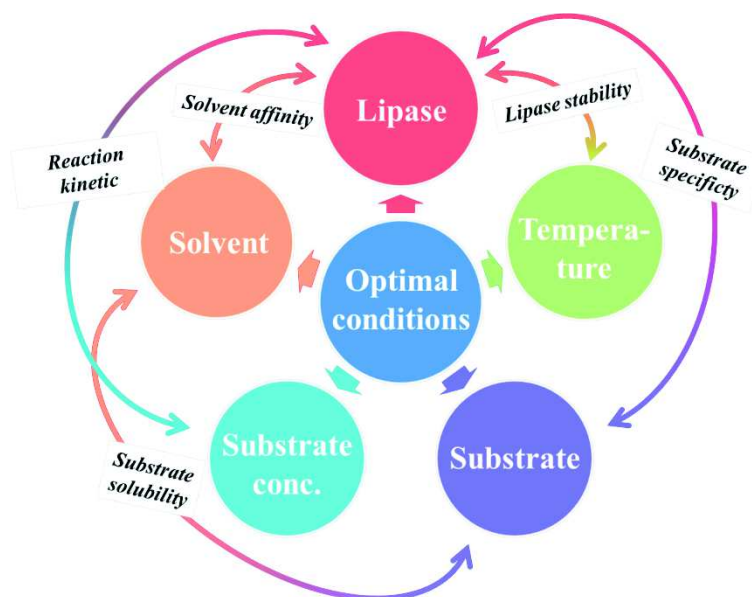 Lipase
Solvent affinity
Lipase stability
Reaction
kinetic
Substrate
specificty
Solvent
Tempera-
ture
Optimal
conditions
Substrate
conc.
Substrate
Substrate
solubility